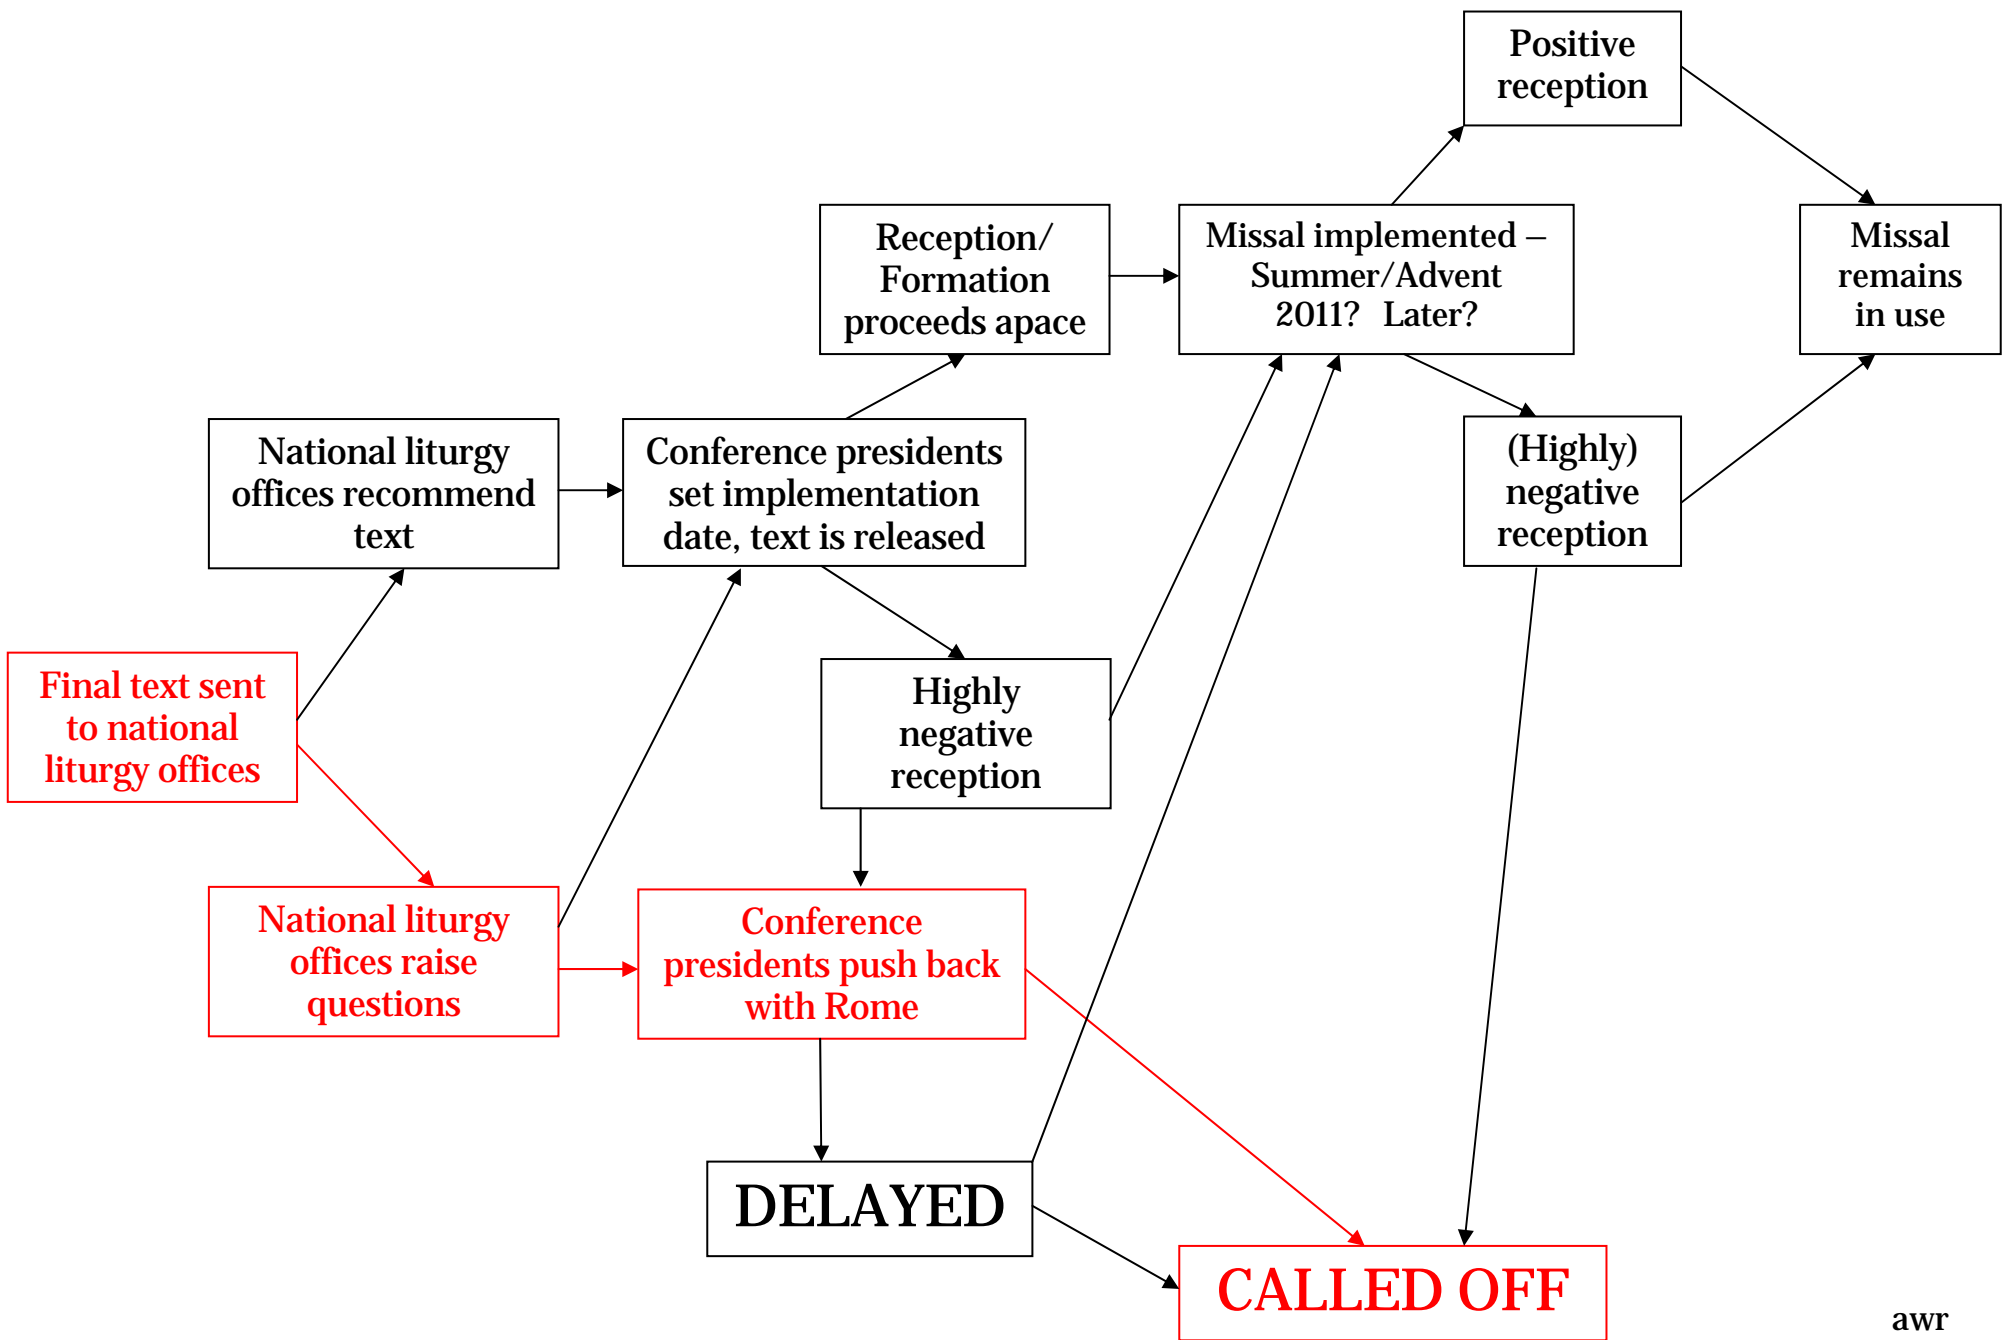 Positive
reception
Reception/
Formation
proceeds apace
Missal implemented –
Summer/Advent
2011?   Later?
Missal
remains
in use
National liturgy
offices recommend
text
Conference presidents
set implementation
date, text is released
(Highly)
negative
reception
Final text sent
to national
liturgy offices
Highly
negative
reception
National liturgy
offices raise
questions
Conference
presidents push back
with Rome
DELAYED
CALLED OFF
awr